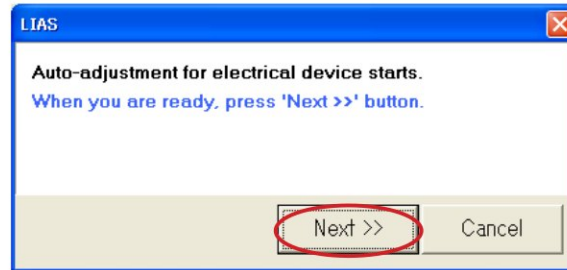 LIAS
Auto-adjustment for electrical device starts.
When you are ready, press 'Next >>' button.
Next >> Cancel